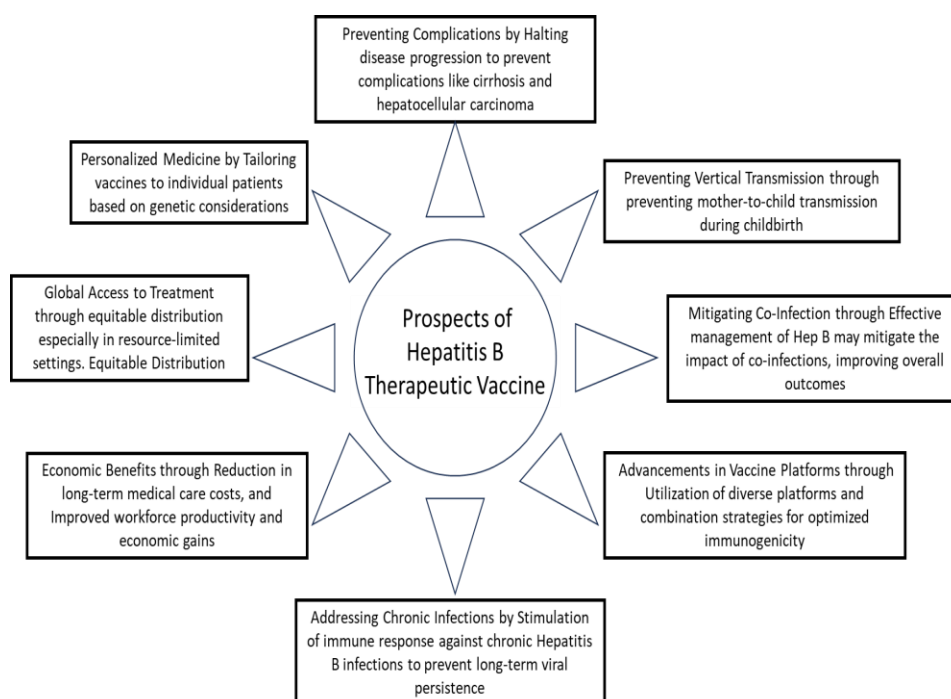 Preventing Complications by Halting
disease progression to prevent
complications like cirrhosis and
hepatocellular carcinoma
Personalized Medicine by Tailoring
vaccines to individual patients
based on genetic considerations
Preventing Vertical Transmission through
preventing mother-to-child transmission
during childbirth
Global Access to Treatment
through equitable distribution
especially in resource-limited
settings. Equitable Distribution
Prospects of
Hepatitis B
Therapeutic Vaccine
Mitigating Co-Infection through Effective
management of Hep B may mitigate the
impact of co-infections, improving overall
outcomes
Economic Benefits through Reduction in
long-term medical care costs, and
Improved workforce productivity and
economic gains
Advancements in Vaccine Platforms through
Utilization of diverse platforms and
combination strategies for optimized
immunogenicity
Addressing Chronic Infections by Stimulation
of immune response against chronic Hepatitis
B infections to prevent long-term viral
persistence